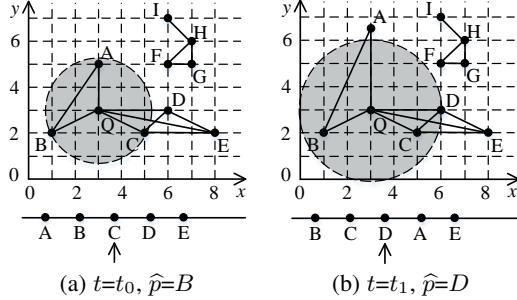 y
I
A
H
6
F
G
4
D
Q
2
B
C
E
0
0 2 4 6 8 x
A B C D E
(a) t=t₀, p̂=B
y
I
A
H
6
F
G
4
D
Q
2
B
C
E
0
0 2 4 6 8 x
B C D A E
(b) t=t₁, p̂=D